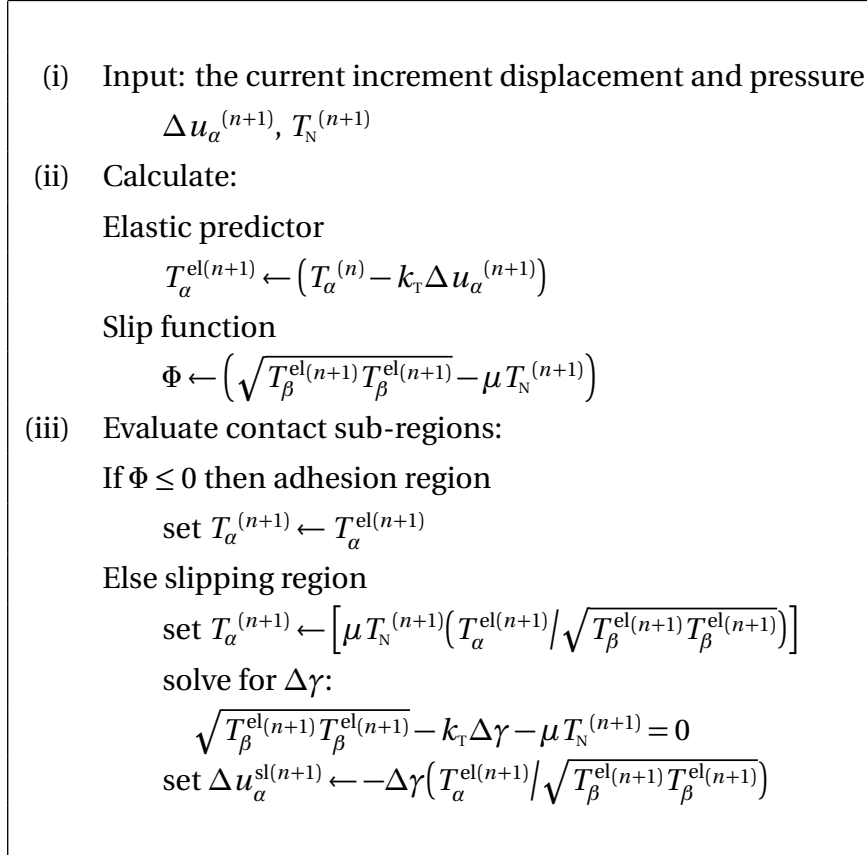 (i) Input: the current increment displacement and pressure
Δu_α^(n+1), T_N^(n+1)
(ii) Calculate:
Elastic predictor
T_α^el(n+1) ← (T_α^(n) − k_T Δu_α^(n+1))
Slip function
Φ ← (√(T_β^el(n+1) T_β^el(n+1)) − μT_N^(n+1))
(iii) Evaluate contact sub-regions:
If Φ ≤ 0 then adhesion region
set T_α^(n+1) ← T_α^el(n+1)
Else slipping region
set T_α^(n+1) ← [μT_N^(n+1)(T_α^el(n+1)/√(T_β^el(n+1) T_β^el(n+1)))]
solve for Δγ:
√(T_β^el(n+1) T_β^el(n+1)) − k_T Δγ − μT_N^(n+1) = 0
set Δu_α^sl(n+1) ← −Δγ(T_α^el(n+1)/√(T_β^el(n+1) T_β^el(n+1)))